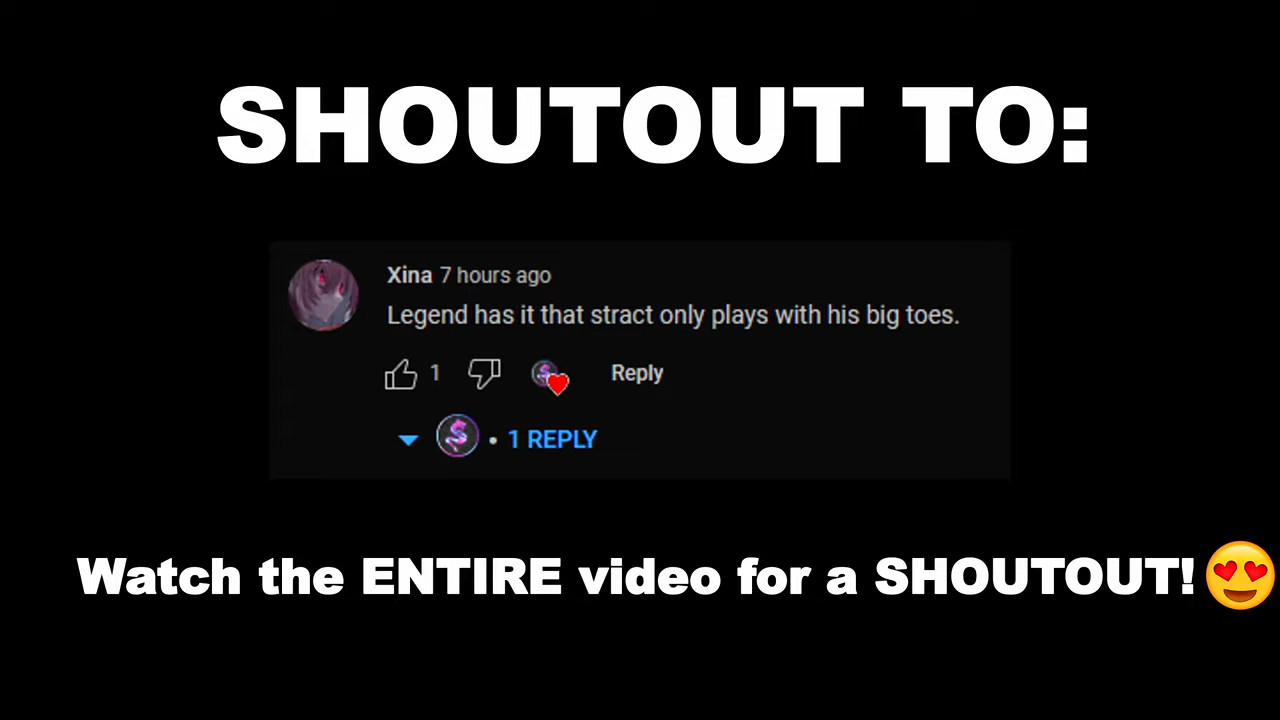 SHOUTOUT TO:
Xina 7 hours ago
Legend has it that stract only plays with his big toes.
1 Reply
• 1 REPLY
Watch the ENTIRE video for a SHOUTOUT!😍